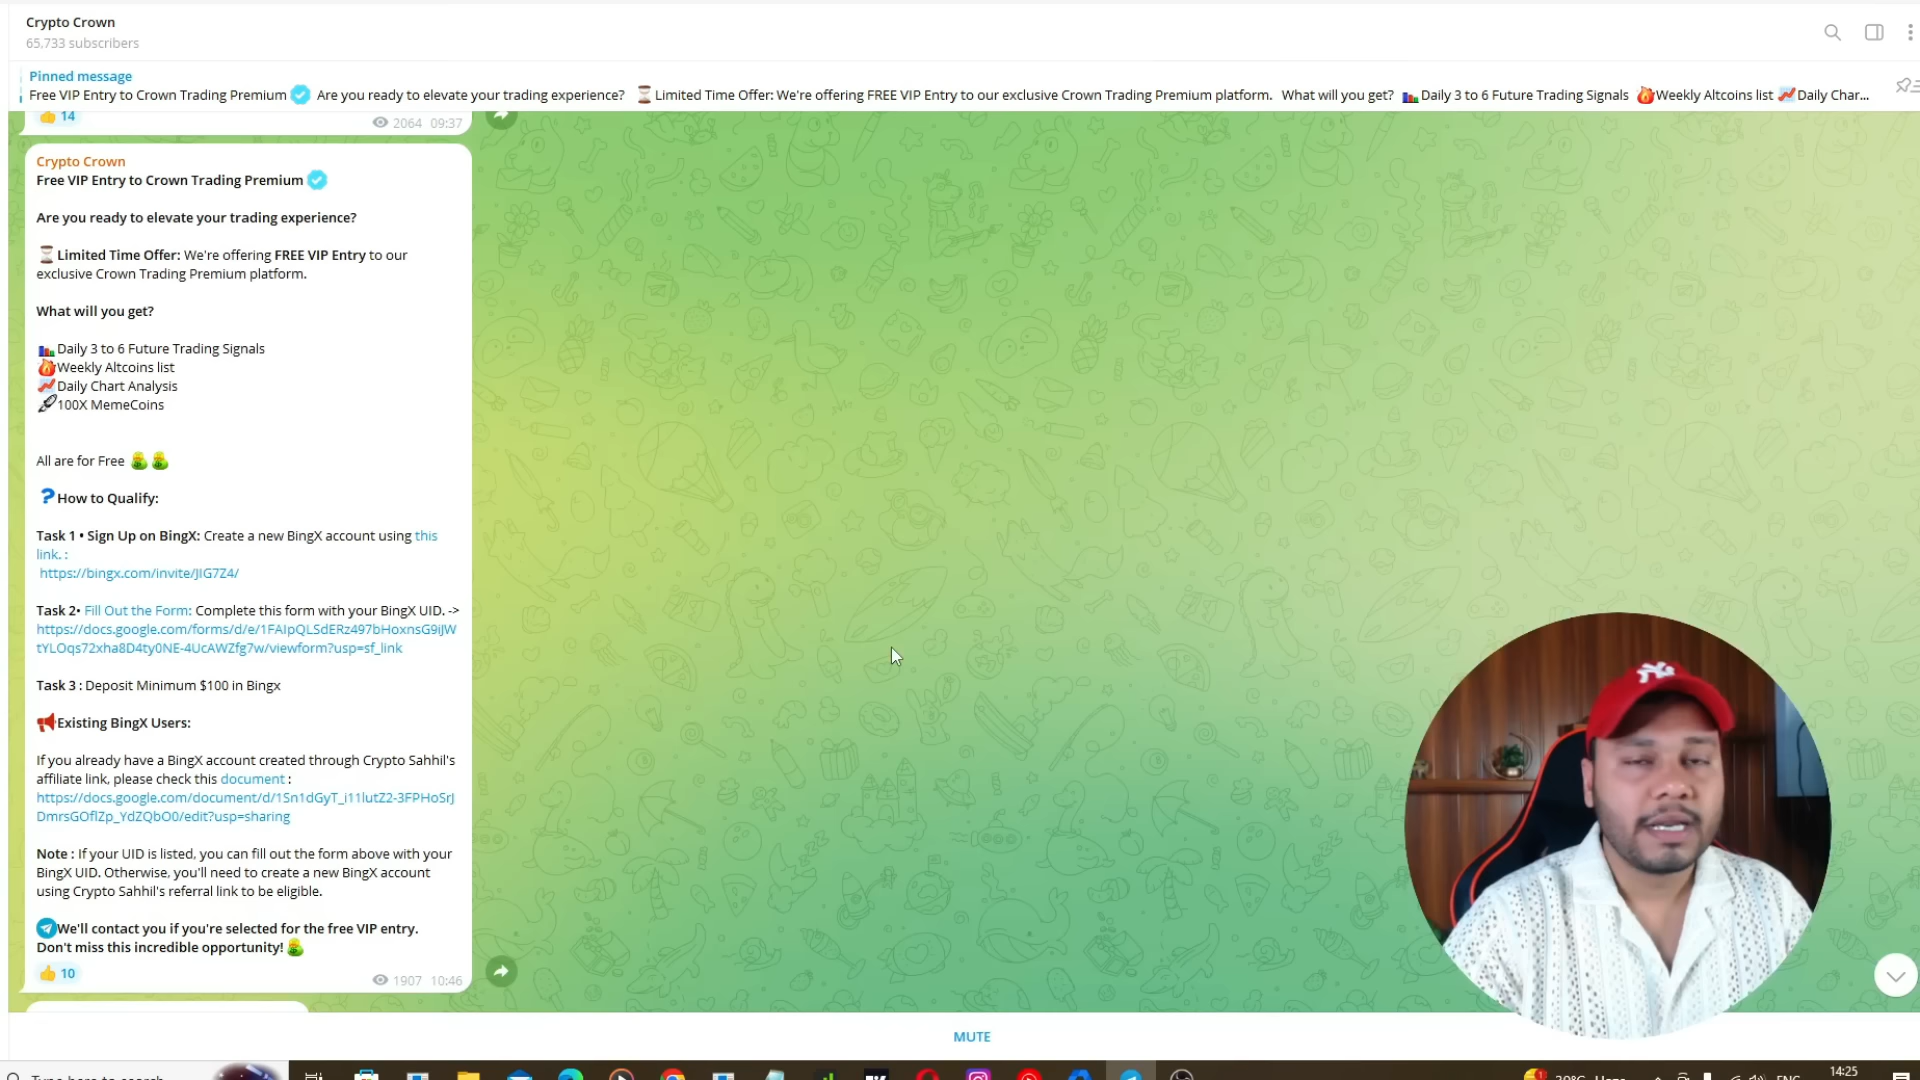 Crypto Crown
65,733 subscribers
Pinned message
Free VIP Entry to Crown Trading Premium Are you ready to elevate your trading experience? ⏳Limited Time Offer: We're offering FREE VIP Entry to our exclusive Crown Trading Premium platform. What will you get? 📊Daily 3 to 6 Future Trading Signals 🔥Weekly Altcoins list 📈Daily Char...
👍 14
2064 09:37
Crypto Crown
Free VIP Entry to Crown Trading Premium
Are you ready to elevate your trading experience?
⏳Limited Time Offer: We're offering FREE VIP Entry to our
exclusive Crown Trading Premium platform.
What will you get?
📊Daily 3 to 6 Future Trading Signals
🔥Weekly Altcoins list
📈Daily Chart Analysis
🚀100X MemeCoins
All are for Free 🤑🤑
❓How to Qualify:
Task 1 • Sign Up on BingX: Create a new BingX account using this
link. :
https://bingx.com/invite/JIG7Z4/
Task 2• Fill Out the Form: Complete this form with your BingX UID. ->
https://docs.google.com/forms/d/e/1FAIpQLSdERz497bHoxnsG9iJW
tYLOqs72xha8D4ty0NE-4UcAWZfg7w/viewform?usp=sf_link
Task 3 : Deposit Minimum $100 in Bingx
📢Existing BingX Users:
If you already have a BingX account created through Crypto Sahhil's
affiliate link, please check this document :
https://docs.google.com/document/d/1Sn1dGyT_i11lutZ2-3FPHoSrJ
DmrsGOflZp_YdZQbO0/edit?usp=sharing
Note : If your UID is listed, you can fill out the form above with your
BingX UID. Otherwise, you'll need to create a new BingX account
using Crypto Sahhil's referral link to be eligible.
We'll contact you if you're selected for the free VIP entry.
Don't miss this incredible opportunity! 🤑
👍 10
1907 10:46
MUTE
Type here to search
14:25